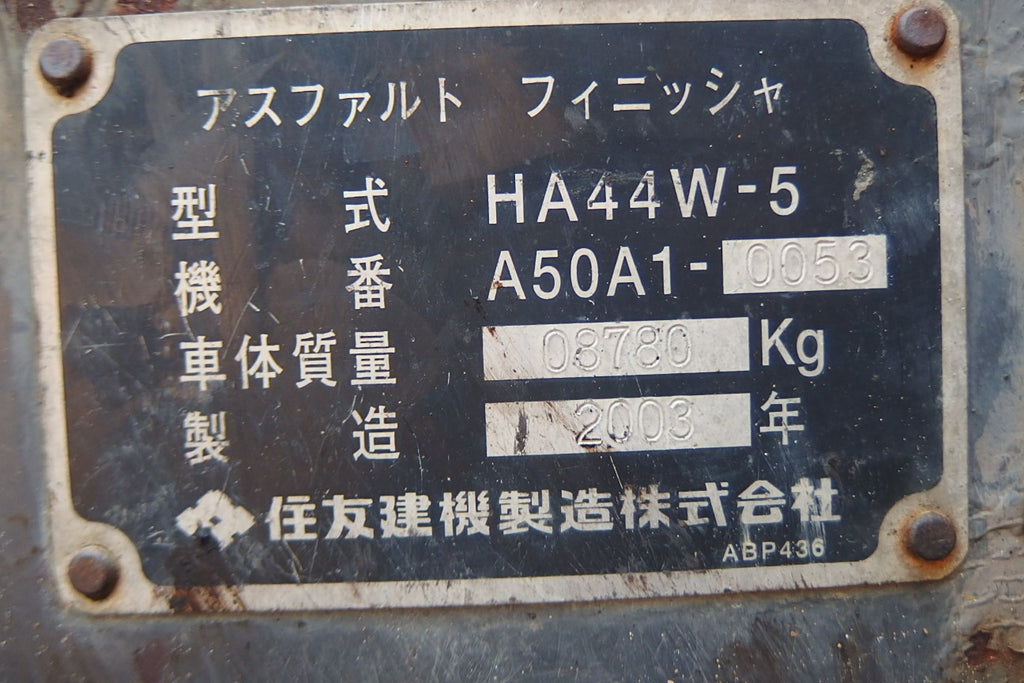 アスファルト フィニッシャ
型式 HA44W-5
機番 A50A1-0053
車体質量 08780 Kg
製造 2003 年
住友建機製造株式会社
ABP436